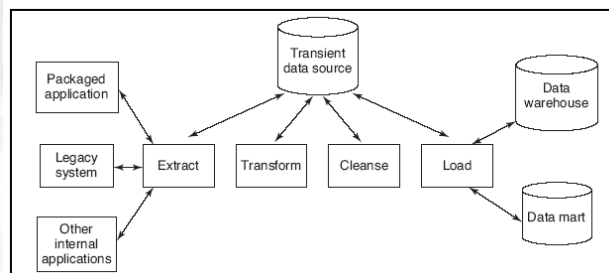 Transient
data source
Packaged
application
Data
warehouse
Legacy
system
Extract
Transform
Cleanse
Load
Other
internal
applications
Data mart